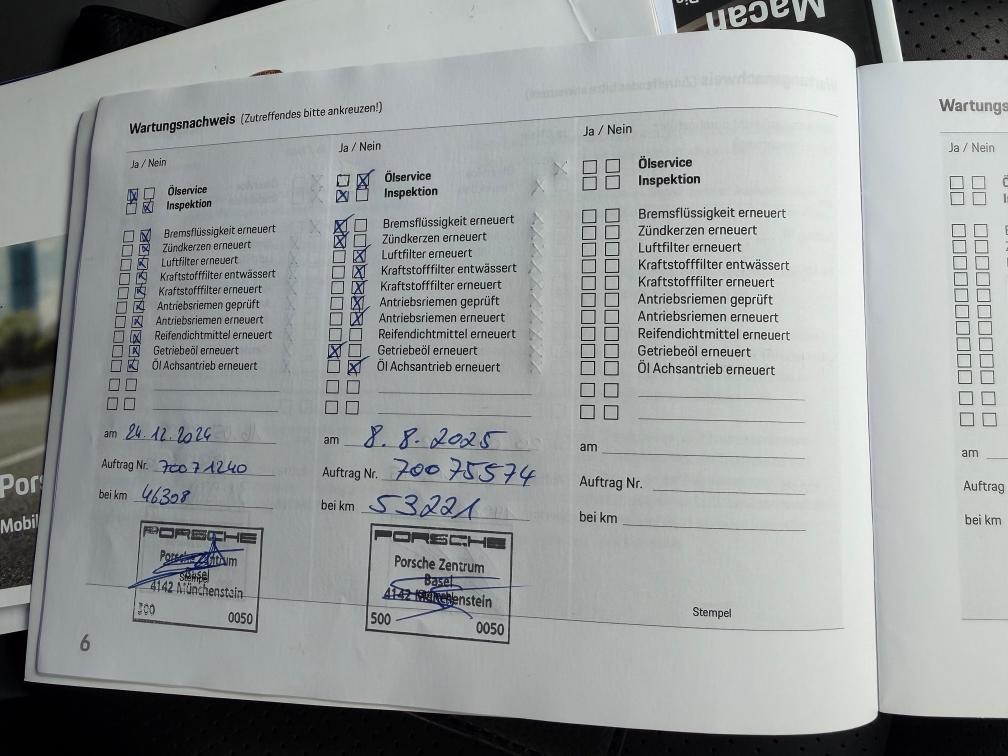 Macan
Wartungsnachweis (Zutreffendes bitte ankreuzen!)
Ja / Nein
Ölservice
Inspektion
Bremsflüssigkeit erneuert
Zündkerzen erneuert
Luftfilter erneuert
Kraftstofffilter entwässert
Kraftstofffilter erneuert
Antriebsriemen geprüft
Antriebsriemen erneuert
Reifendichtmittel erneuert
Getriebeöl erneuert
Öl Achsantrieb erneuert
am 24.12.2024
Auftrag Nr. 70071240
bei km 46308
PORSCHE
Porsche Zentrum
Basel
Stempel
4142 Münchenstein
500 0050
Ja / Nein
Ölservice
Inspektion
Bremsflüssigkeit erneuert
Zündkerzen erneuert
Luftfilter erneuert
Kraftstofffilter entwässert
Kraftstofffilter erneuert
Antriebsriemen geprüft
Antriebsriemen erneuert
Reifendichtmittel erneuert
Getriebeöl erneuert
Öl Achsantrieb erneuert
am 8.8.2025
Auftrag Nr. 70075574
bei km 53221
PORSCHE
Porsche Zentrum
Basel
4142 Münchenstein
500 0050
Ja / Nein
Ölservice
Inspektion
Bremsflüssigkeit erneuert
Zündkerzen erneuert
Luftfilter erneuert
Kraftstofffilter entwässert
Kraftstofffilter erneuert
Antriebsriemen geprüft
Antriebsriemen erneuert
Reifendichtmittel erneuert
Getriebeöl erneuert
Öl Achsantrieb erneuert
am
Auftrag Nr.
bei km
Stempel
6
Wartungs
Ja / Nein
am
Auftrag
bei km
Pors
Mobil